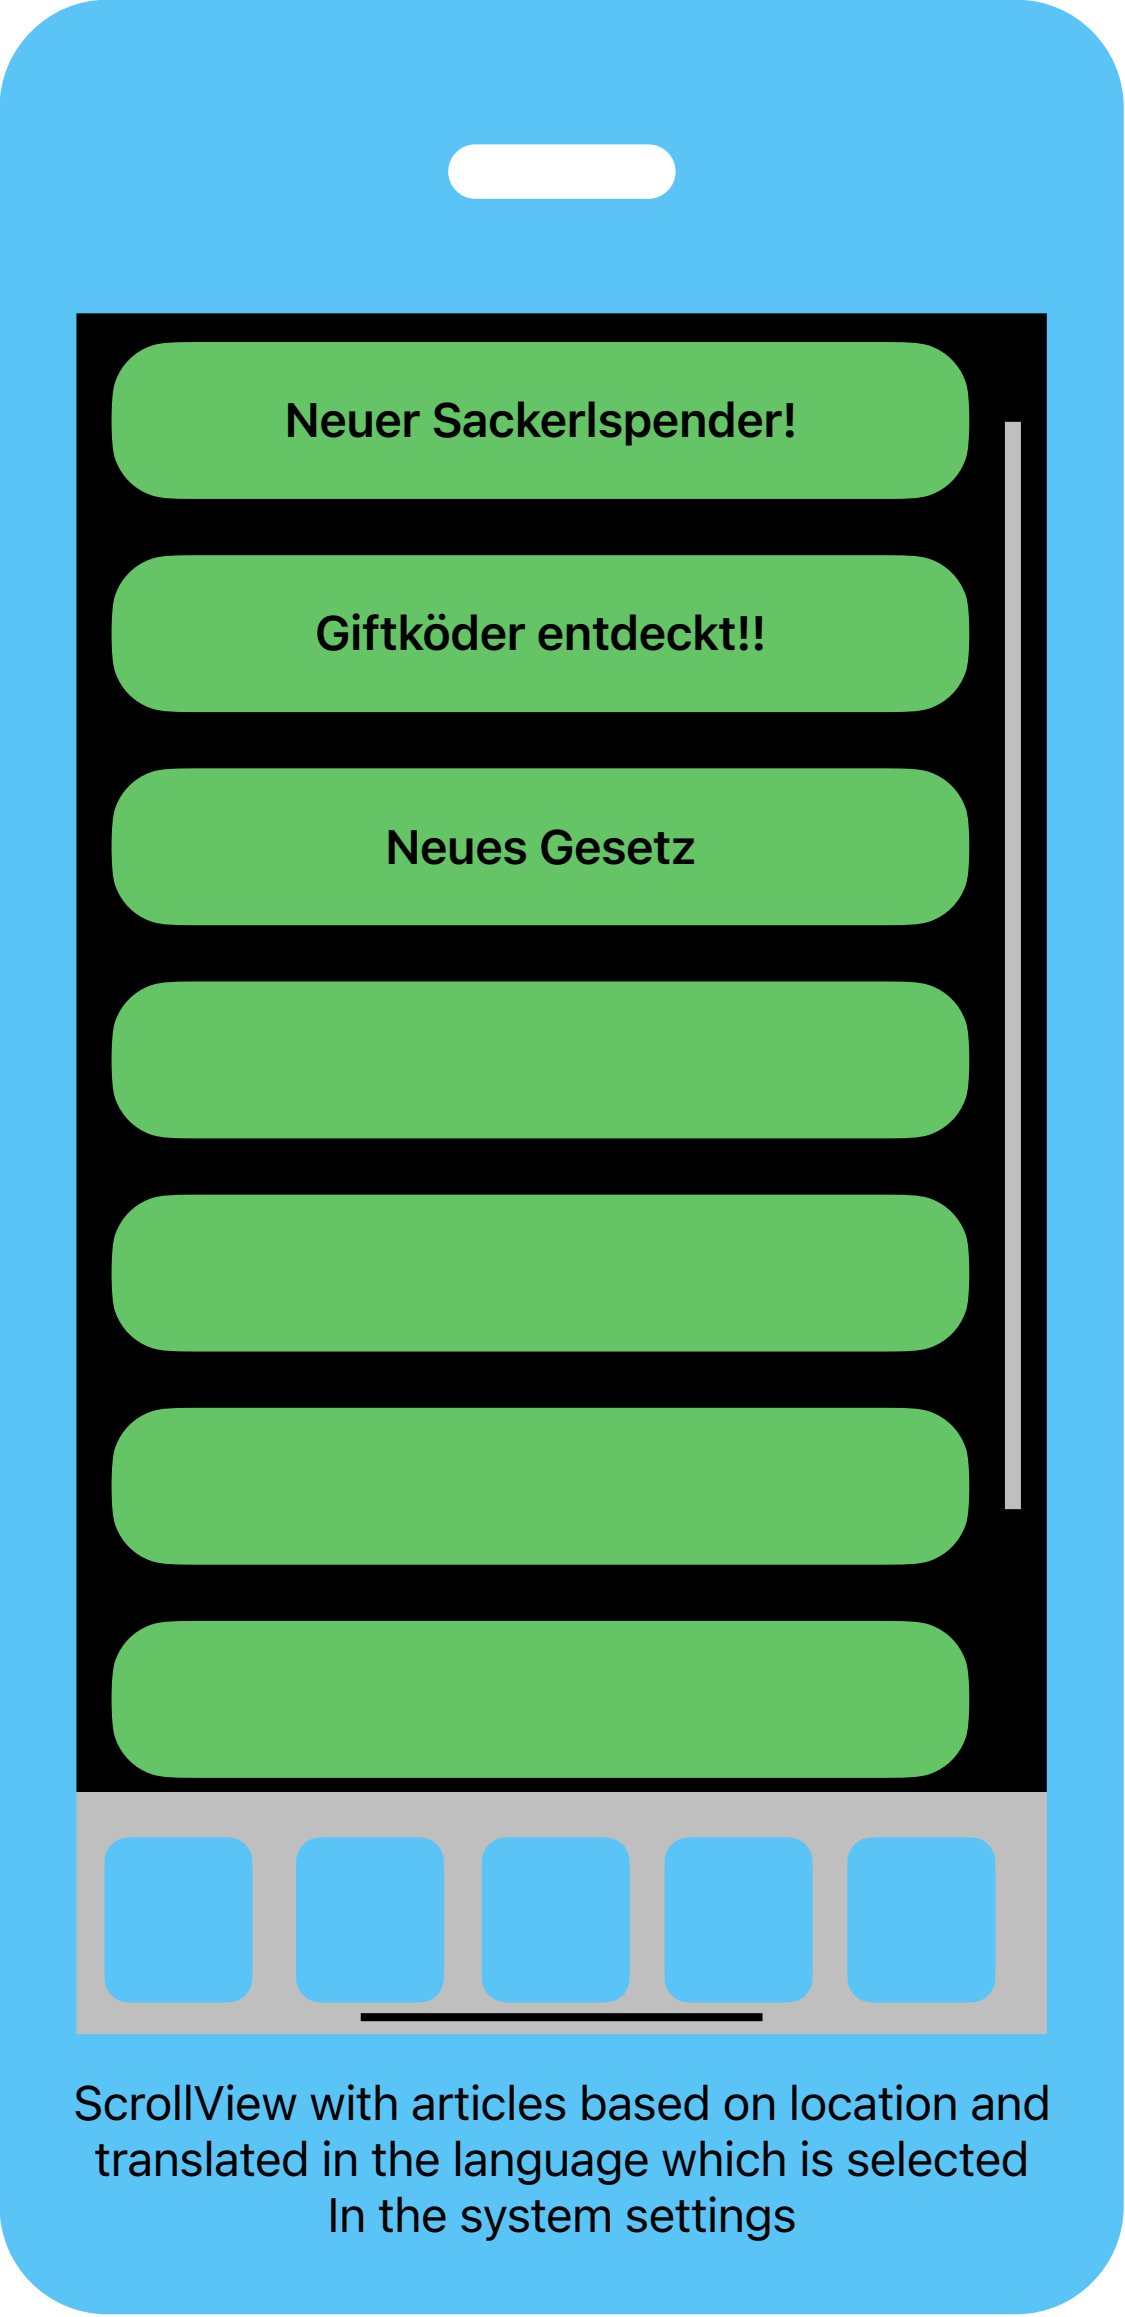 Neuer Sackerlspender!
Giftköder entdeckt!!
Neues Gesetz
ScrollView with articles based on location and
translated in the language which is selected
In the system settings